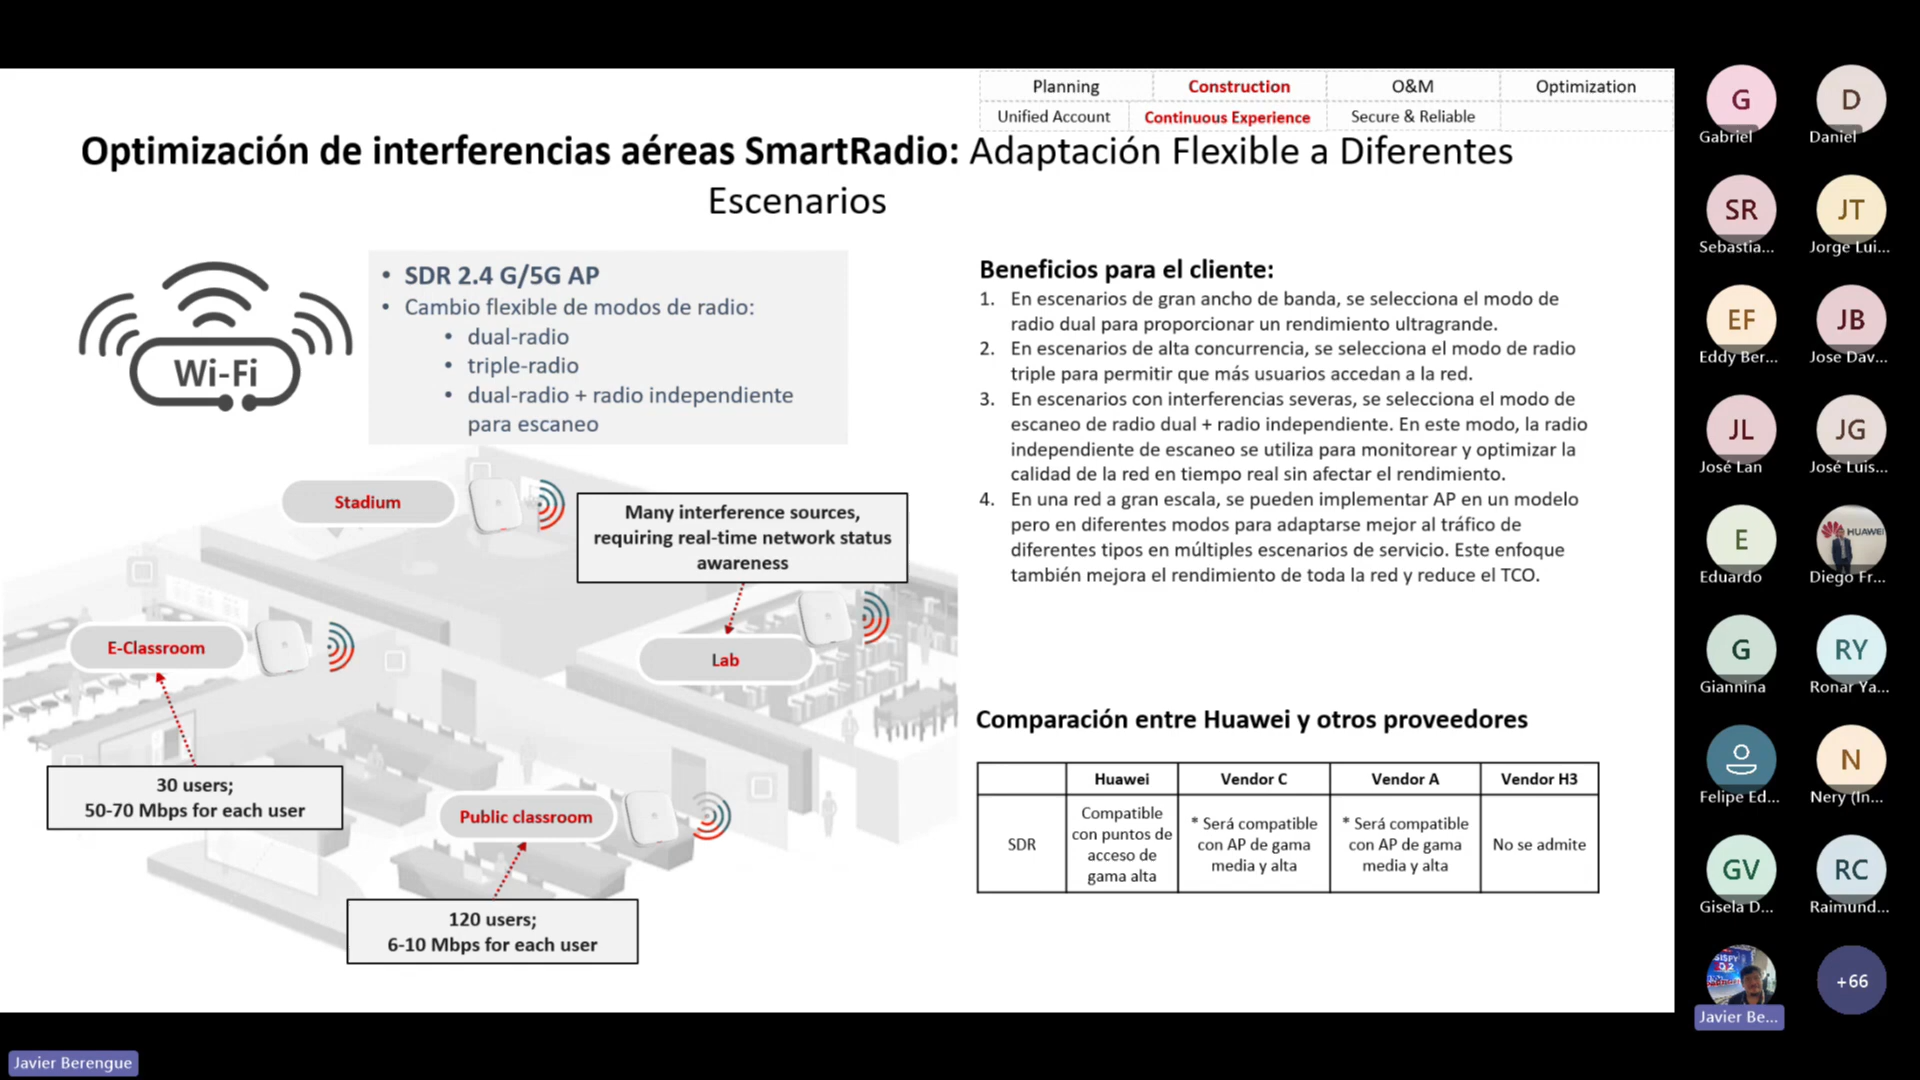 Planning
Construction
O&M
Optimization
Unified Account
Continuous Experience
Secure & Reliable
Optimización de interferencias aéreas SmartRadio: Adaptación Flexible a Diferentes
Escenarios
Wi-Fi
• SDR 2.4 G/5G AP
• Cambio flexible de modos de radio:
• dual-radio
• triple-radio
• dual-radio + radio independiente
para escaneo
Stadium
Many interference sources,
requiring real-time network status
awareness
E-Classroom
Lab
30 users;
50-70 Mbps for each user
Public classroom
120 users;
6-10 Mbps for each user
Beneficios para el cliente:
1. En escenarios de gran ancho de banda, se selecciona el modo de
radio dual para proporcionar un rendimiento ultragrande.
2. En escenarios de alta concurrencia, se selecciona el modo de radio
triple para permitir que más usuarios accedan a la red.
3. En escenarios con interferencias severas, se selecciona el modo de
escaneo de radio dual + radio independiente. En este modo, la radio
independiente de escaneo se utiliza para monitorear y optimizar la
calidad de la red en tiempo real sin afectar el rendimiento.
4. En una red a gran escala, se pueden implementar AP en un modelo
pero en diferentes modos para adaptarse mejor al tráfico de
diferentes tipos en múltiples escenarios de servicio. Este enfoque
también mejora el rendimiento de toda la red y reduce el TCO.
Comparación entre Huawei y otros proveedores
Huawei
Vendor C
Vendor A
Vendor H3
SDR
Compatible
con puntos de
acceso de
gama alta
* Será compatible
con AP de gama
media y alta
* Será compatible
con AP de gama
media y alta
No se admite
G
Gabriel
D
Daniel
SR
Sebastia...
JT
Jorge Lui...
EF
Eddy Ber...
JB
Jose Dav...
JL
José Lan
JG
José Luis...
E
Eduardo
HUAWEI
Diego Fr...
G
Giannina
RY
Ronar Ya...
Felipe Ed...
N
Nery (In...
GV
Gisela D...
RC
Raimund...
Javier Be...
+66
Javier Berengue